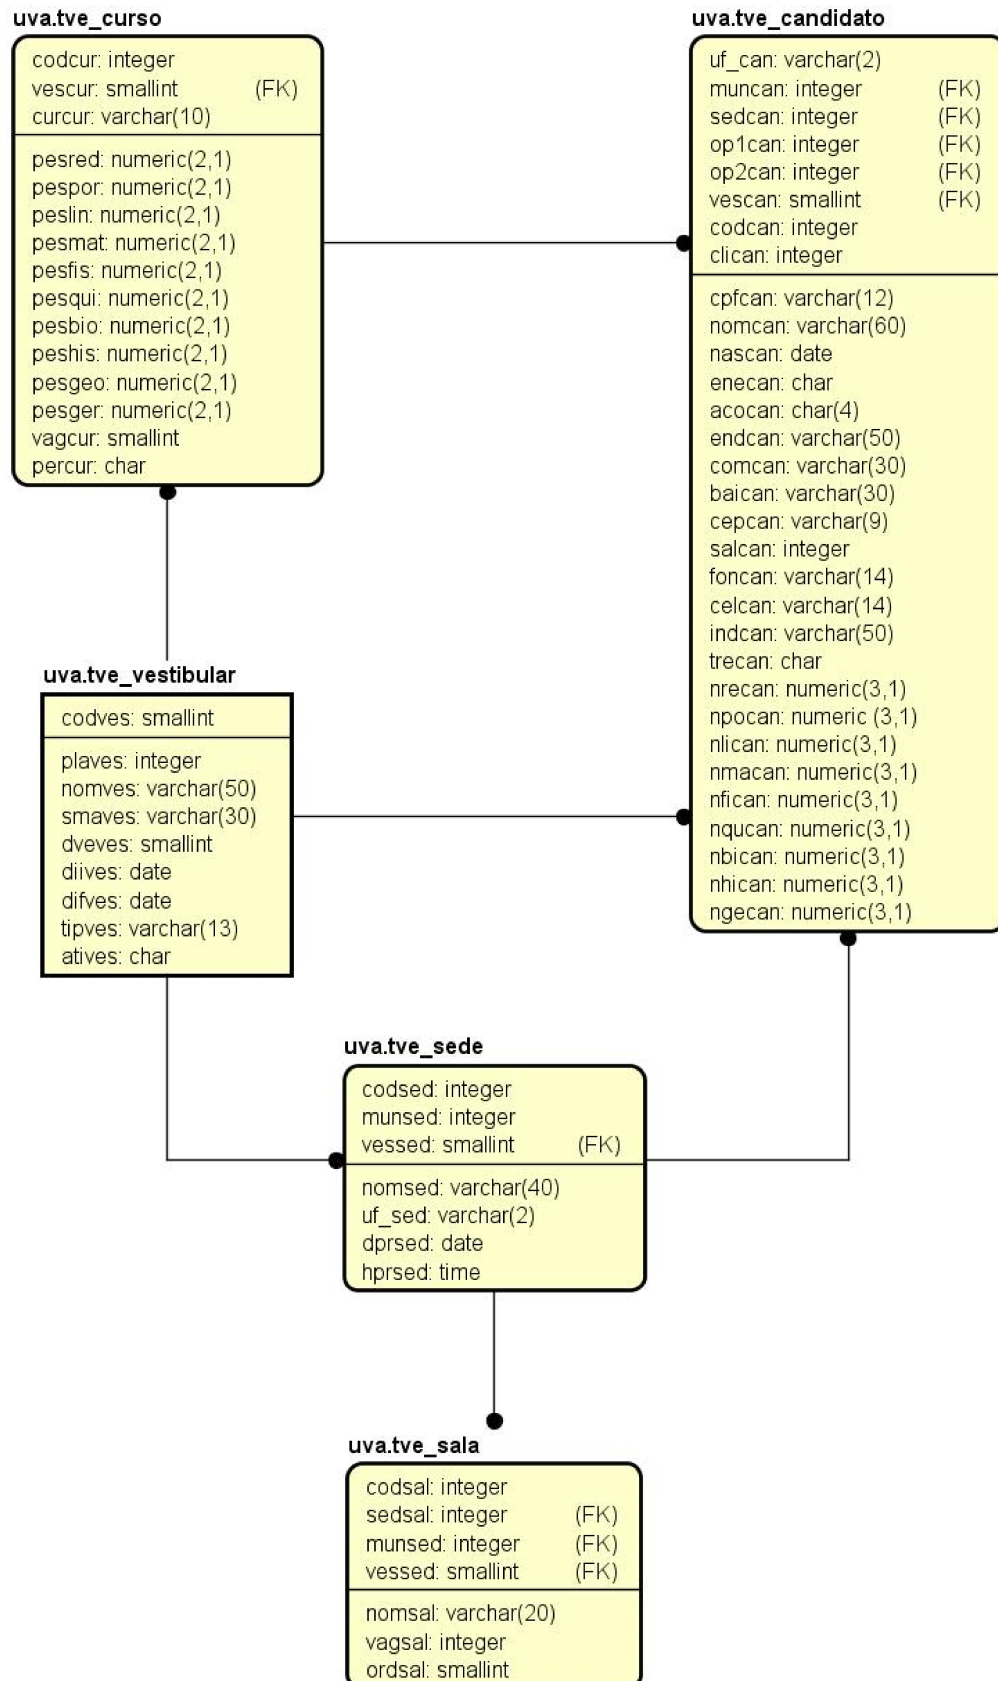 uva.tve_curso
codcur: integer
vescur: smallint (FK)
curcur: varchar(10)
pesred: numeric(2,1)
pespor: numeric(2,1)
peslin: numeric(2,1)
pesmat: numeric(2,1)
pesfis: numeric(2,1)
pesqui: numeric(2,1)
pesbio: numeric(2,1)
peshis: numeric(2,1)
pesgeo: numeric(2,1)
pesger: numeric(2,1)
vagcur: smallint
percur: char
uva.tve_candidato
uf_can: varchar(2)
muncan: integer (FK)
sedcan: integer (FK)
op1can: integer (FK)
op2can: integer (FK)
vescan: smallint (FK)
codcan: integer
clican: integer
cpfcan: varchar(12)
nomcan: varchar(60)
nascan: date
enecan: char
acocan: char(4)
endcan: varchar(50)
comcan: varchar(30)
baican: varchar(30)
cepcan: varchar(9)
salcan: integer
foncan: varchar(14)
celcan: varchar(14)
indcan: varchar(50)
trecan: char
nrecan: numeric(3,1)
npocan: numeric (3,1)
nlican: numeric(3,1)
nmacan: numeric(3,1)
nfican: numeric(3,1)
nqucan: numeric(3,1)
nbican: numeric(3,1)
nhican: numeric(3,1)
ngecan: numeric(3,1)
uva.tve_vestibular
codves: smallint
plaves: integer
nomves: varchar(50)
smaves: varchar(30)
dveves: smallint
diives: date
difves: date
tipves: varchar(13)
atives: char
uva.tve_sede
codsed: integer
munsed: integer
vessed: smallint (FK)
nomsed: varchar(40)
uf_sed: varchar(2)
dprsed: date
hprsed: time
uva.tve_sala
codsal: integer
sedsal: integer (FK)
munsed: integer (FK)
vessed: smallint (FK)
nomsal: varchar(20)
vagsal: integer
ordsal: smallint